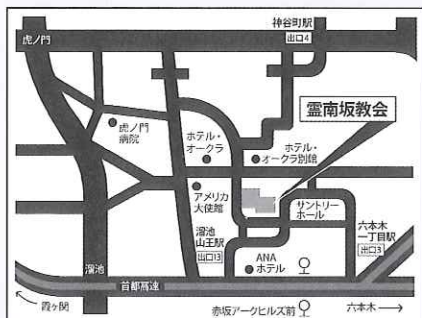 神谷町駅
出口4
虎ノ門
霊南坂教会
虎ノ門
病院
ホテル・
オークラ
ホテル・
オークラ別館
アメリカ
大使館
サントリー
ホール
溜池
山王駅
出口13
六本木
一丁目駅
出口3
ANA
ホテル
溜池
首都高速
霞ヶ関
赤坂アークヒルズ前
六本木